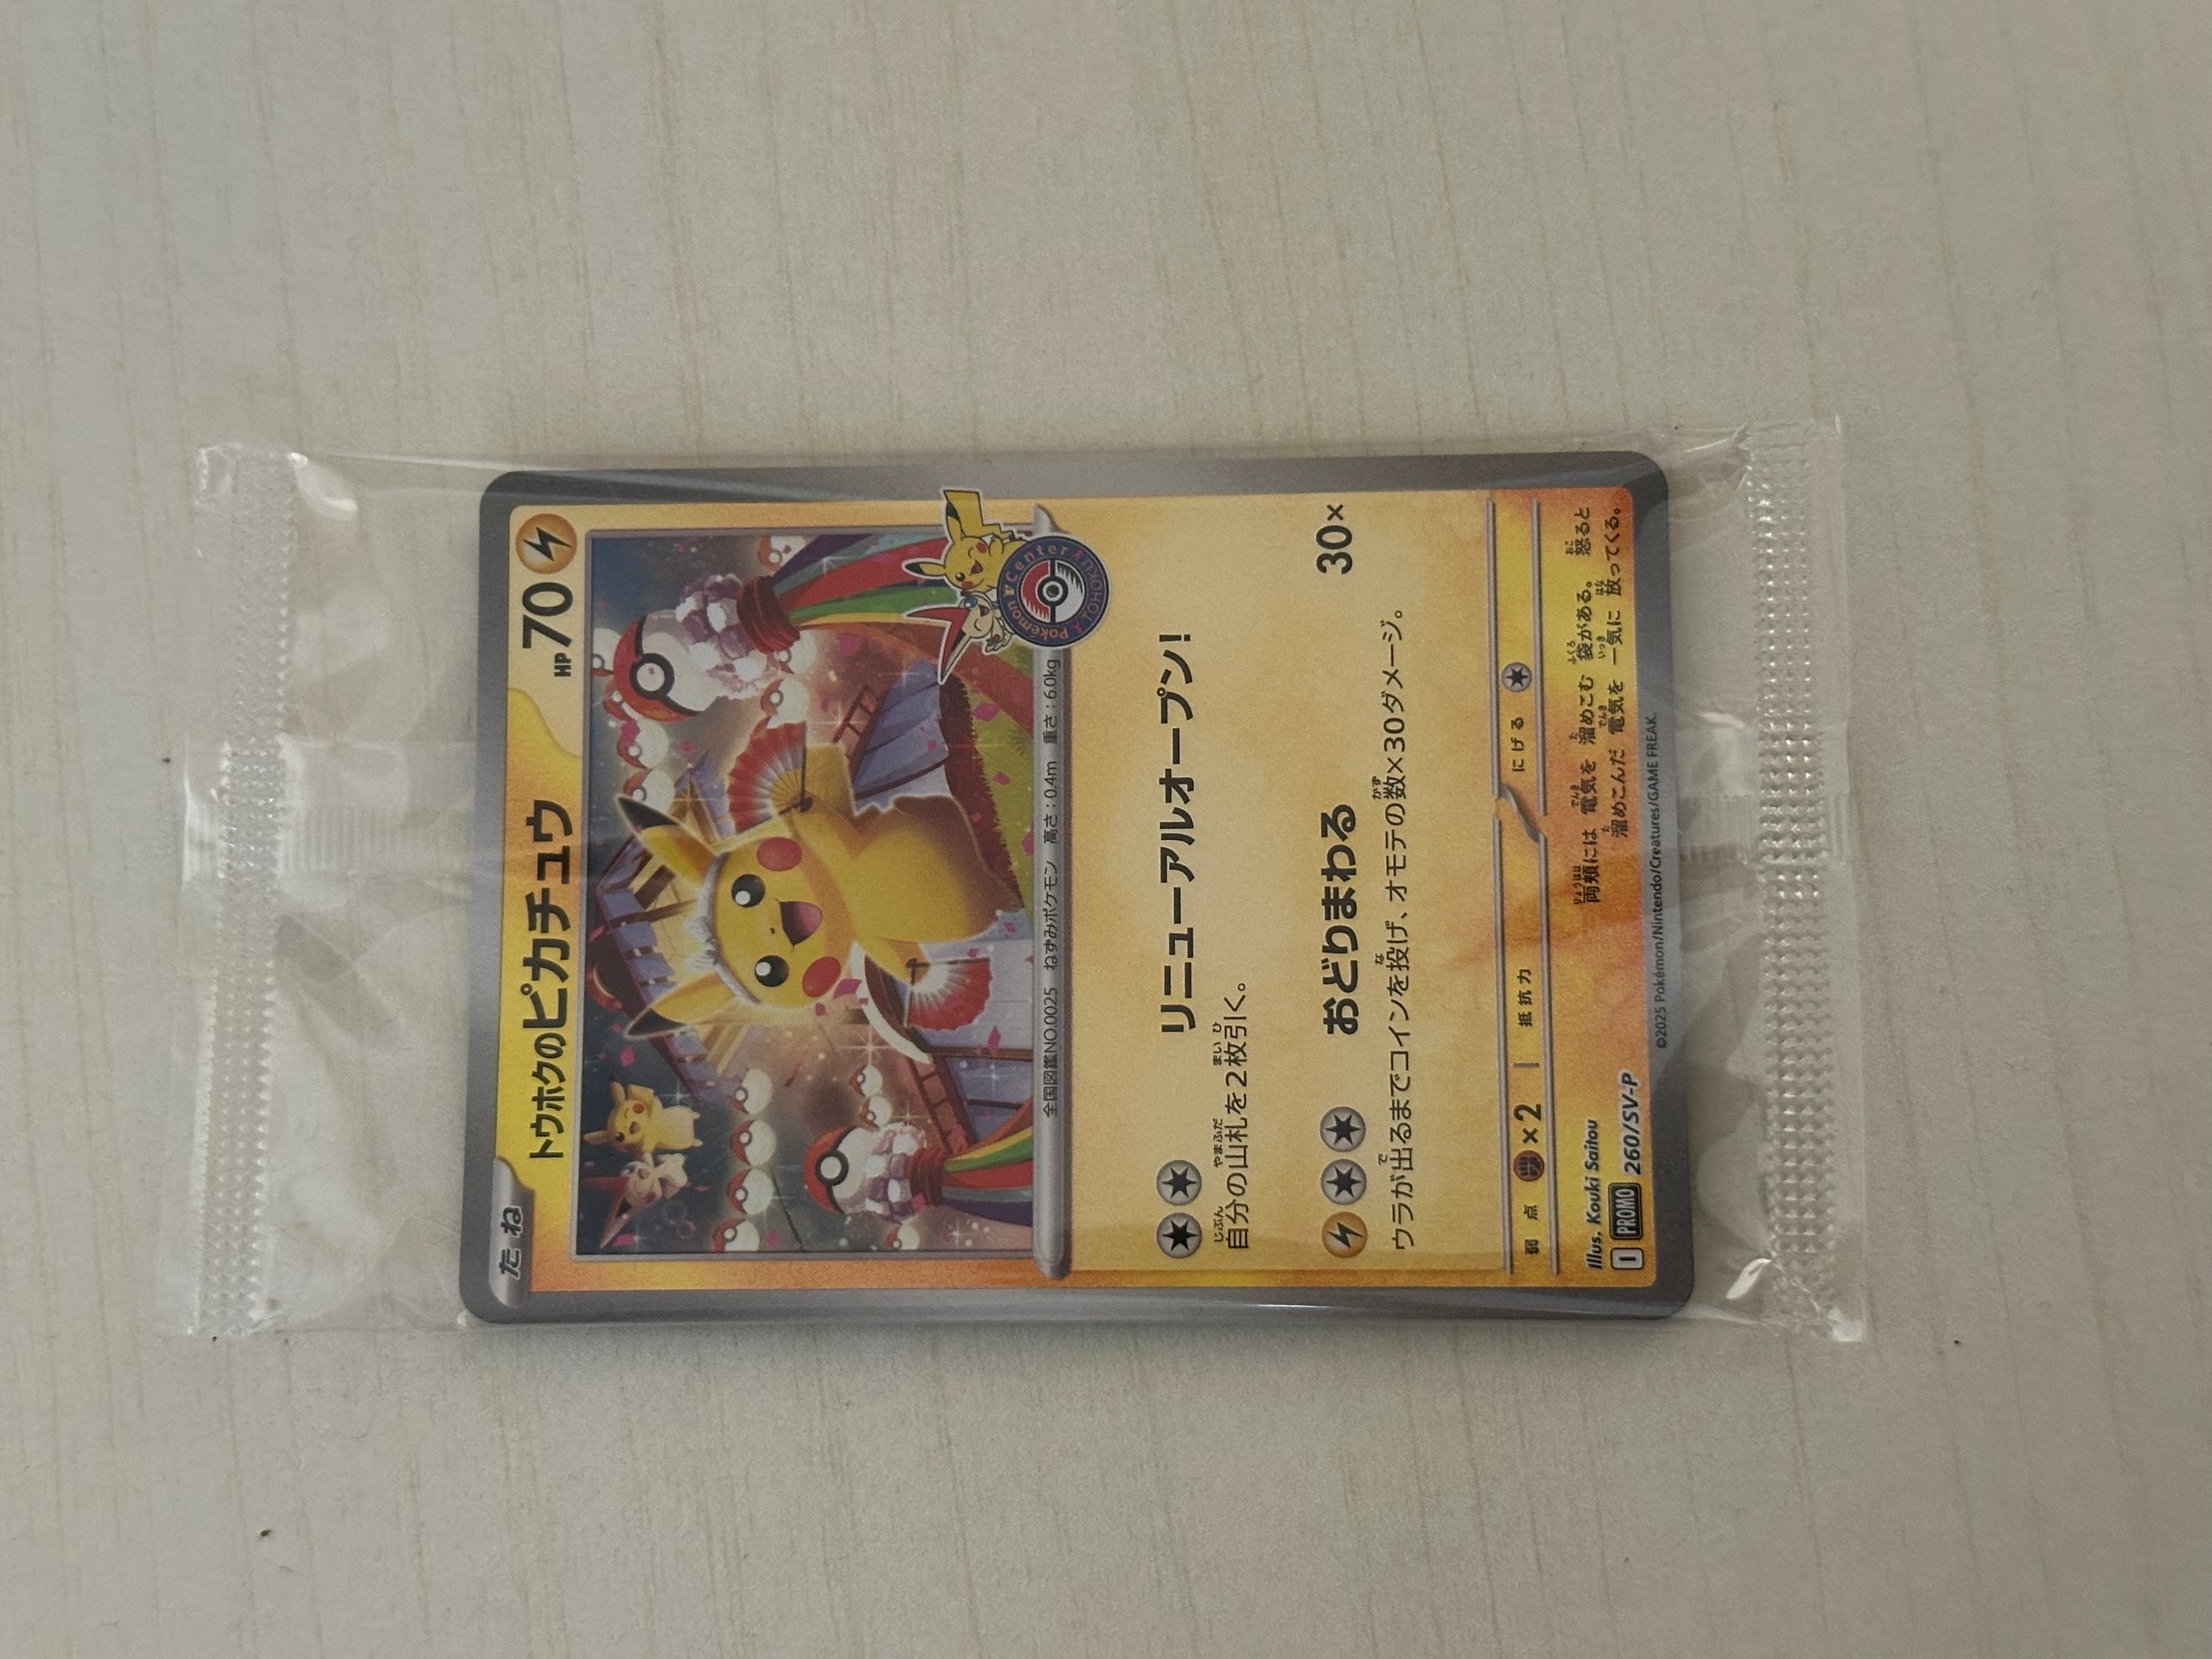 たね
トウホクのピカチュウ
HP70
Pokémon Center
TOHOKU
全国図鑑NO.0025 ねずみポケモン 高さ:0.4m 重さ:6.0kg
リニューアルオープン!
自分の山札を2枚引く。
おどりまわる 30×
ウラが出るまでコインを投げ、オモテの数×30ダメージ。
弱点 ×2 抵抗力 にげる
Illus. Kouki Saitou
I PROMO 260/SV-P
両頬には 電気を 溜めこむ 袋がある。怒ると
溜めこんだ 電気を 一気に 放ってくる。
©2025 Pokémon/Nintendo/Creatures/GAME FREAK.